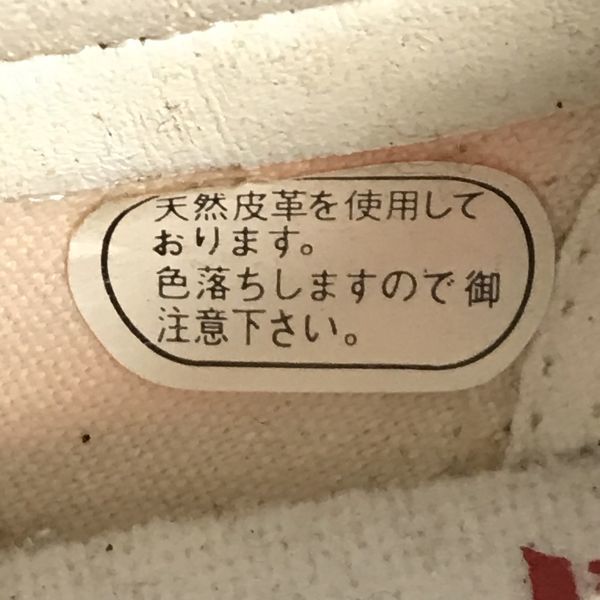 天然皮革を使用して
おります。
色落ちしますので御
注意下さい。